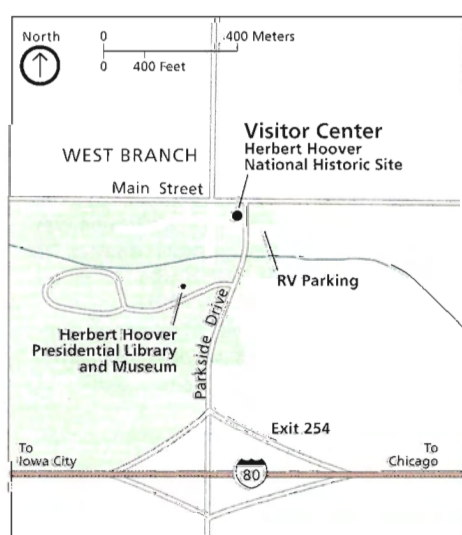 North
0
400 Meters
0
400 Feet
Visitor Center
Herbert Hoover
National Historic Site
WEST BRANCH
Main Street
RV Parking
Herbert Hoover
Presidential Library
and Museum
Parkside Drive
Exit 254
To
Iowa City
80
To
Chicago